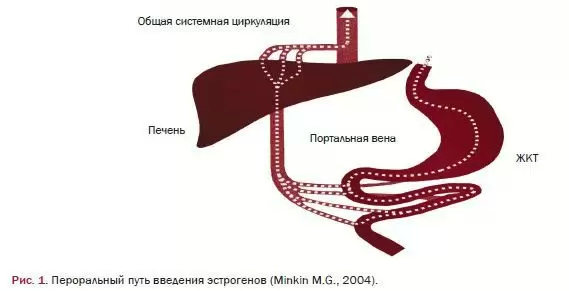 Общая системная циркуляция
Печень
Портальная вена
ЖКТ
Рис. 1. Пероральный путь введения эстрогенов (Minkin M.G., 2004).